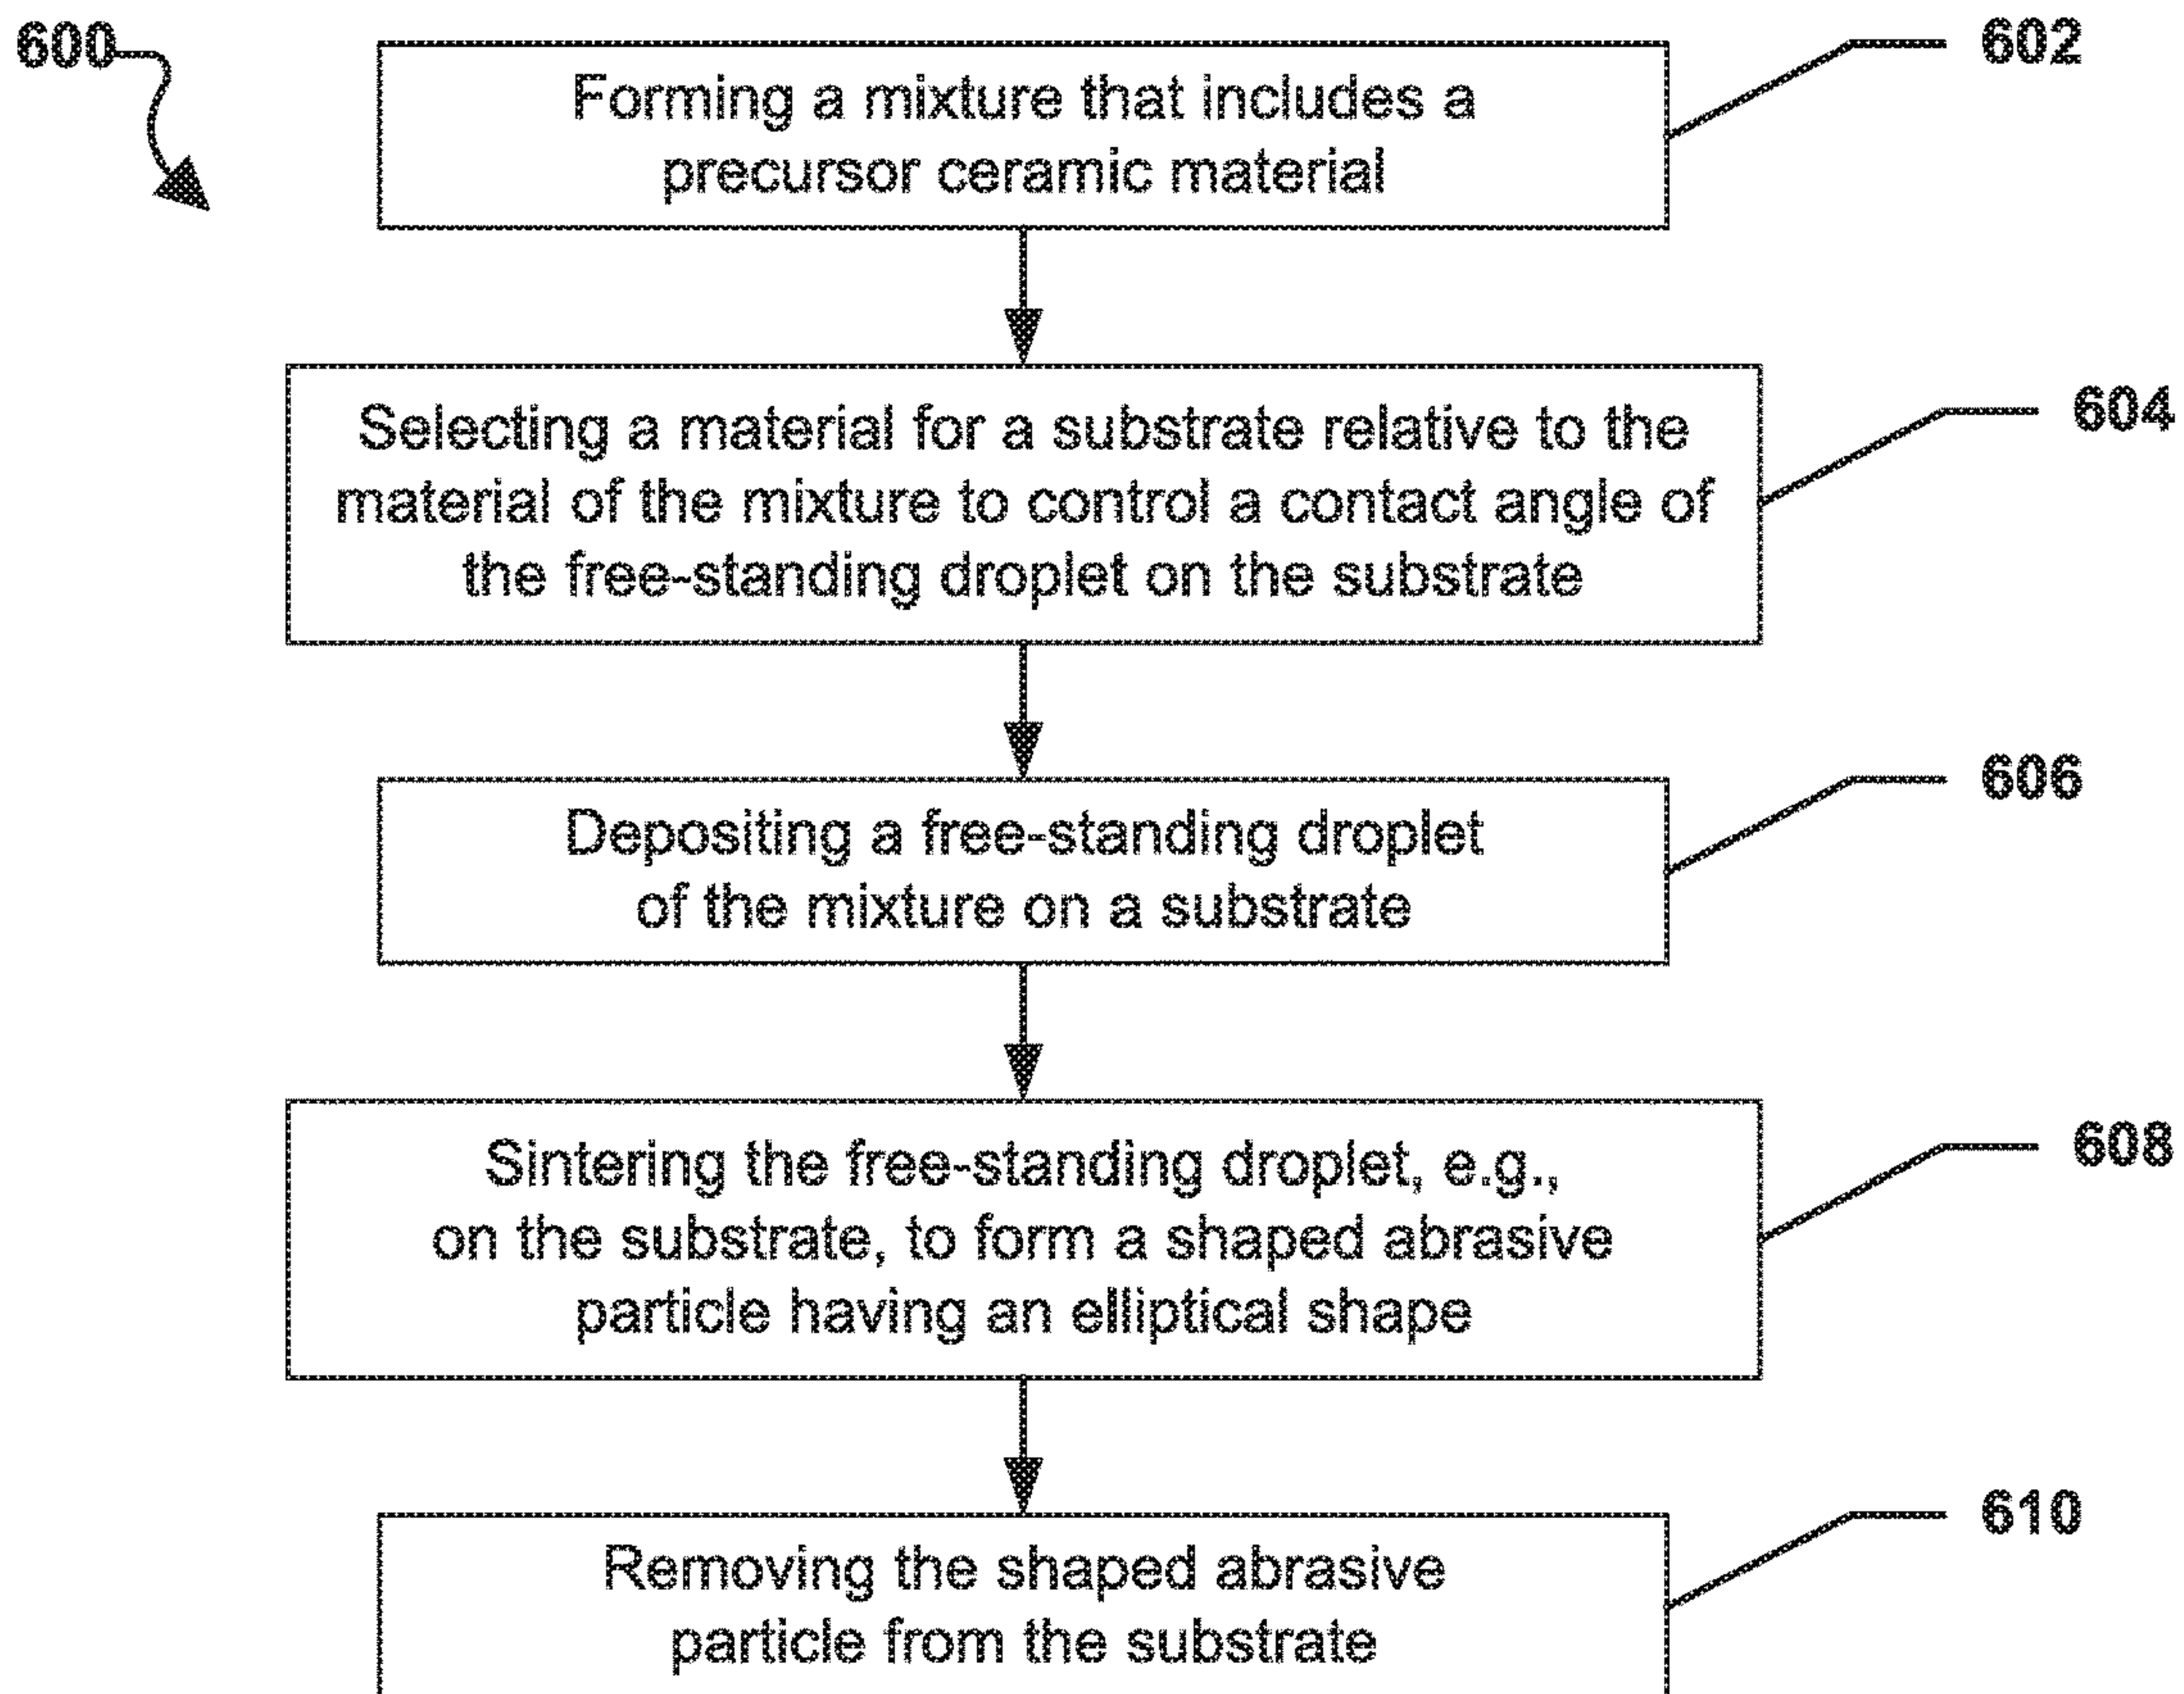 600
602
Forming a mixture that includes a
precursor ceramic material
604
Selecting a material for a substrate relative to the
material of the mixture to control a contact angle of
the free-standing droplet on the substrate
606
Depositing a free-standing droplet
of the mixture on a substrate
608
Sintering the free-standing droplet, e.g.,
on the substrate, to form a shaped abrasive
particle having an elliptical shape
610
Removing the shaped abrasive
particle from the substrate